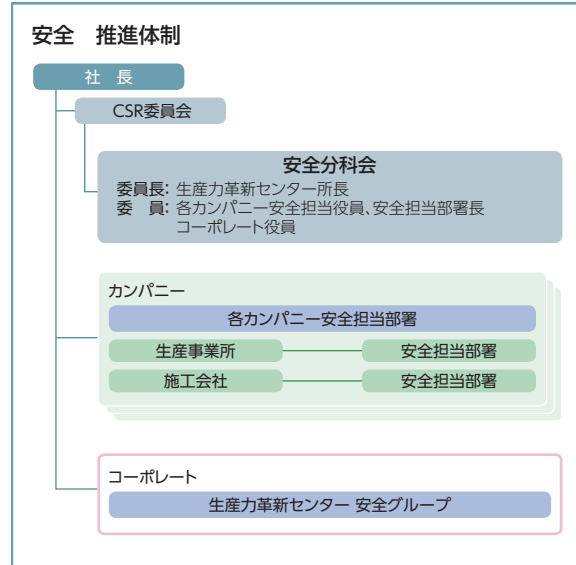 安全　推進体制
社　長
CSR委員会
安全分科会
委員長: 生産力革新センター所長
委　員: 各カンパニー安全担当役員、安全担当部署長
コーポレート役員
カンパニー
各カンパニー安全担当部署
生産事業所　安全担当部署
施工会社　安全担当部署
コーポレート
生産力革新センター 安全グループ